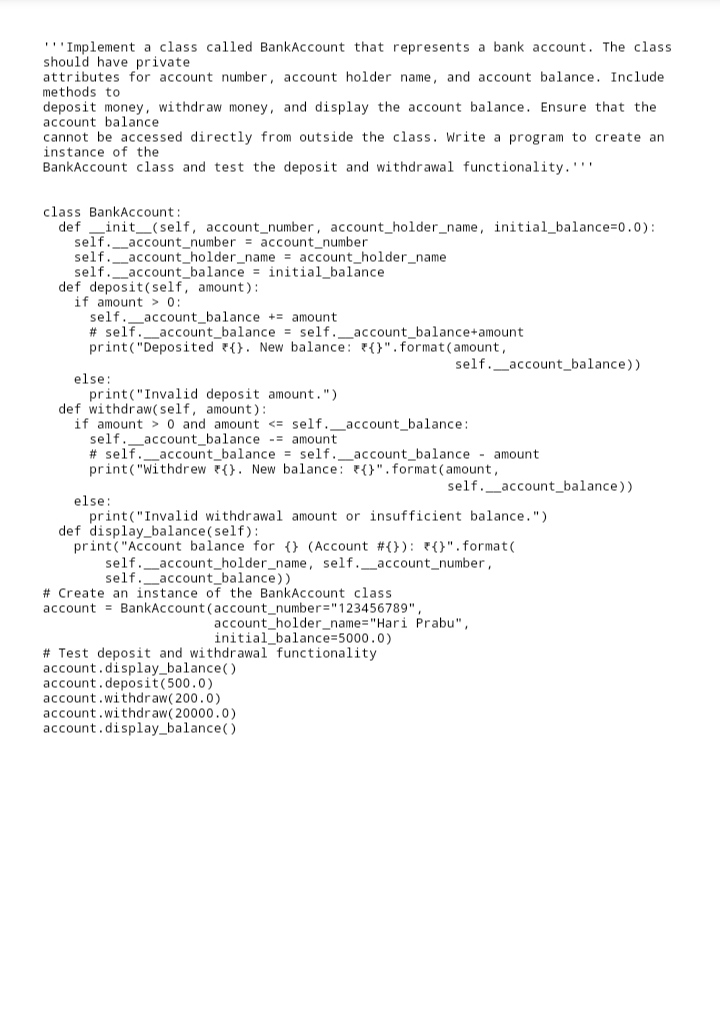 '''Implement a class called BankAccount that represents a bank account. The class
should have private
attributes for account number, account holder name, and account balance. Include
methods to
deposit money, withdraw money, and display the account balance. Ensure that the
account balance
cannot be accessed directly from outside the class. Write a program to create an
instance of the
BankAccount class and test the deposit and withdrawal functionality.'''
class BankAccount:
  def __init__(self, account_number, account_holder_name, initial_balance=0.0):
    self.__account_number = account_number
    self.__account_holder_name = account_holder_name
    self.__account_balance = initial_balance
  def deposit(self, amount):
    if amount > 0:
      self.__account_balance += amount
      # self.__account_balance = self.__account_balance+amount
      print("Deposited ₹{}. New balance: ₹{}".format(amount,
                                                     self.__account_balance))
    else:
      print("Invalid deposit amount.")
  def withdraw(self, amount):
    if amount > 0 and amount <= self.__account_balance:
      self.__account_balance -= amount
      # self.__account_balance = self.__account_balance - amount
      print("Withdrew ₹{}. New balance: ₹{}".format(amount,
                                                    self.__account_balance))
    else:
      print("Invalid withdrawal amount or insufficient balance.")
  def display_balance(self):
    print("Account balance for {} (Account #{}): ₹{}".format(
        self.__account_holder_name, self.__account_number,
        self.__account_balance))
# Create an instance of the BankAccount class
account = BankAccount(account_number="123456789",
                      account_holder_name="Hari Prabu",
                      initial_balance=5000.0)
# Test deposit and withdrawal functionality
account.display_balance()
account.deposit(500.0)
account.withdraw(200.0)
account.withdraw(20000.0)
account.display_balance()